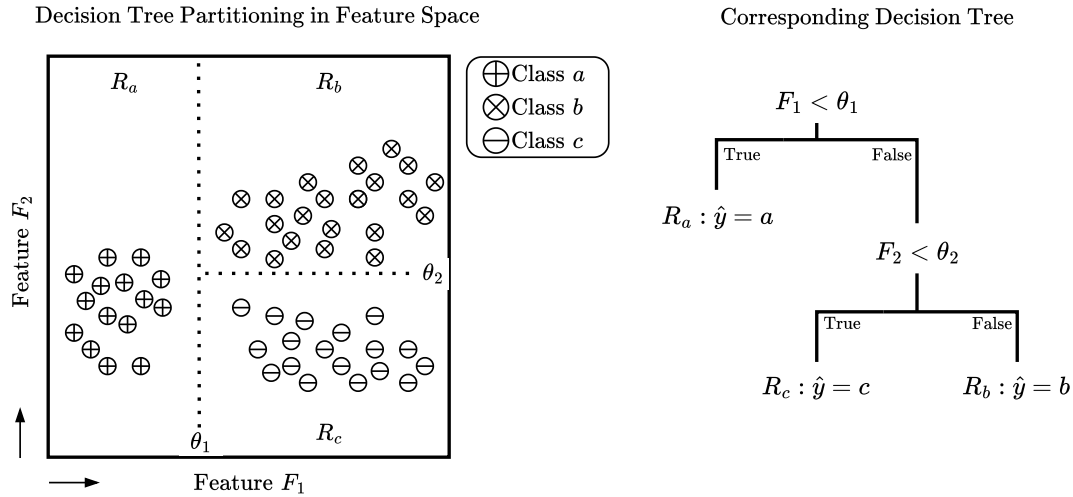 Decision Tree Partitioning in Feature Space
R_a
R_b
Class a
Class b
Class c
Feature F_2
θ_2
R_c
θ_1
Feature F_1
Corresponding Decision Tree
F_1 < θ_1
True
False
R_a : ŷ = a
F_2 < θ_2
True
False
R_c : ŷ = c
R_b : ŷ = b